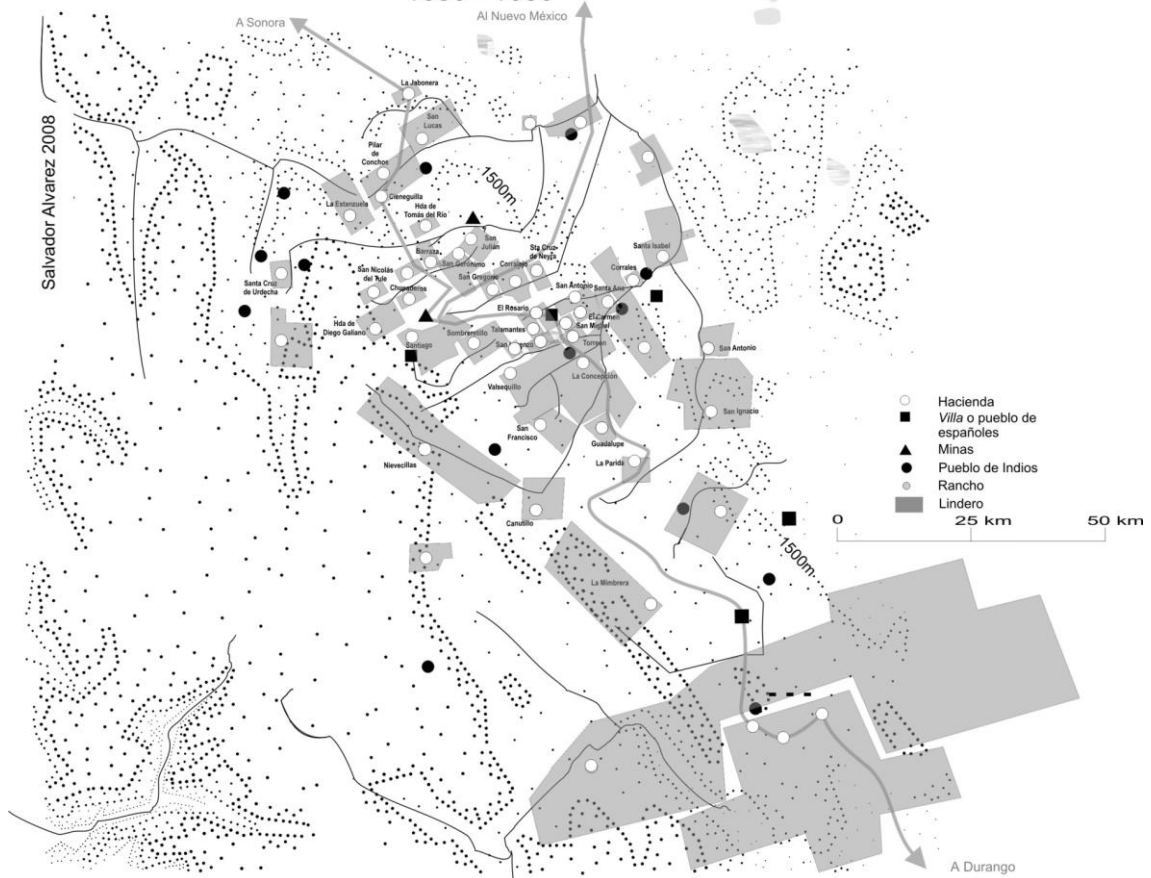 A Sonora
Al Nuevo México
Salvador Alvarez 2008
La Jabonera
San
Lucas
Pilar
de
Conchos
1500m
Cieneguilla
La Estanzuela
Hda de
Tomás del Río
San
Julián
Sta Cruz
de Neyra
Barraza
San Gerónimo
Santa Isabel
San Nicolás
del Tule
San Gregorio
Corralejo
Corrales
Santa Cruz
de Urdecha
Chupaderos
San Antonio
Santa Ana
El Rosario
El Carmen
Hda de
Diego Galiano
Santiago
Sombreretillo
Talamantes
San Miguel
Torreon
San Antonio
La Concepción
Valsequillo
San Ignacio
San
Francisco
Guadalupe
Nievecillas
La Parida
Canutillo
1500m
La Mimbrera
Hacienda
Villa o pueblo de
españoles
Minas
Pueblo de Indios
Rancho
Lindero
0 25 km 50 km
A Durango